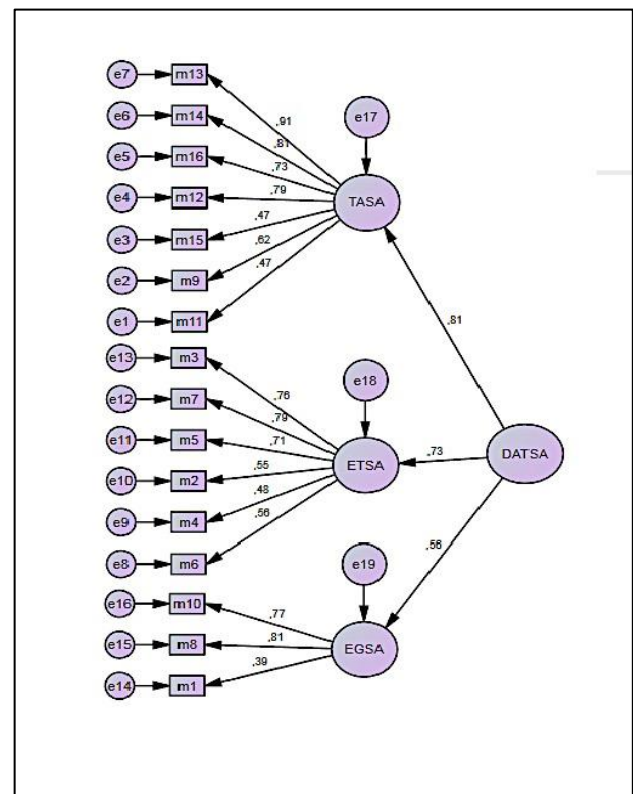 e7 m13
,91
e17
e6 m14
,81
e5 m16
,73
e4 m12
,79
TASA
e3 m15
,47
e2 m9
,62
e1 m11
,47
,81
e13 m3
,76
e18
e12 m7
,79
e11 m5
,71
ETSA
,73
DATSA
e10 m2
,55
e9 m4
,48
e8 m6
,56
,56
e19
e16 m10
,77
e15 m8
,81
EGSA
e14 m1
,39